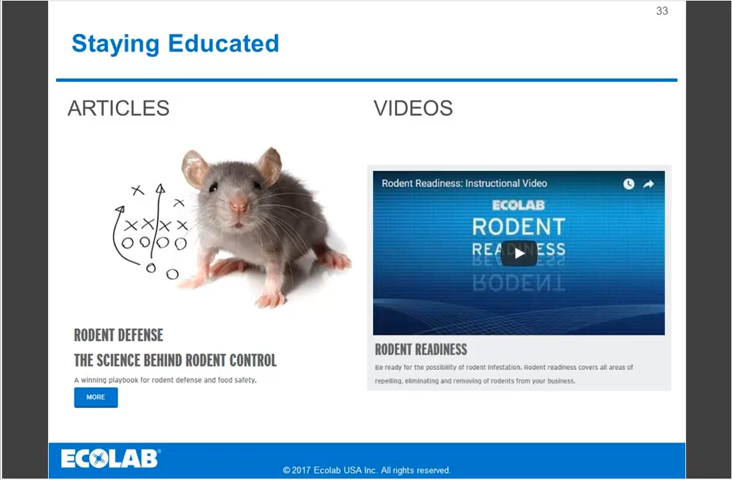 33
Staying Educated
ARTICLES
VIDEOS
RODENT DEFENSE
THE SCIENCE BEHIND RODENT CONTROL
A winning playbook for rodent defense and food safety.
MORE
Rodent Readiness: Instructional Video
ECOLAB
RODENT
READINESS
RODENT READINESS
Be ready for the possibility of rodent infestation. Rodent readiness covers all areas of
repelling, eliminating and removing of rodents from your business.
ECOLAB®
© 2017 Ecolab USA Inc. All rights reserved.